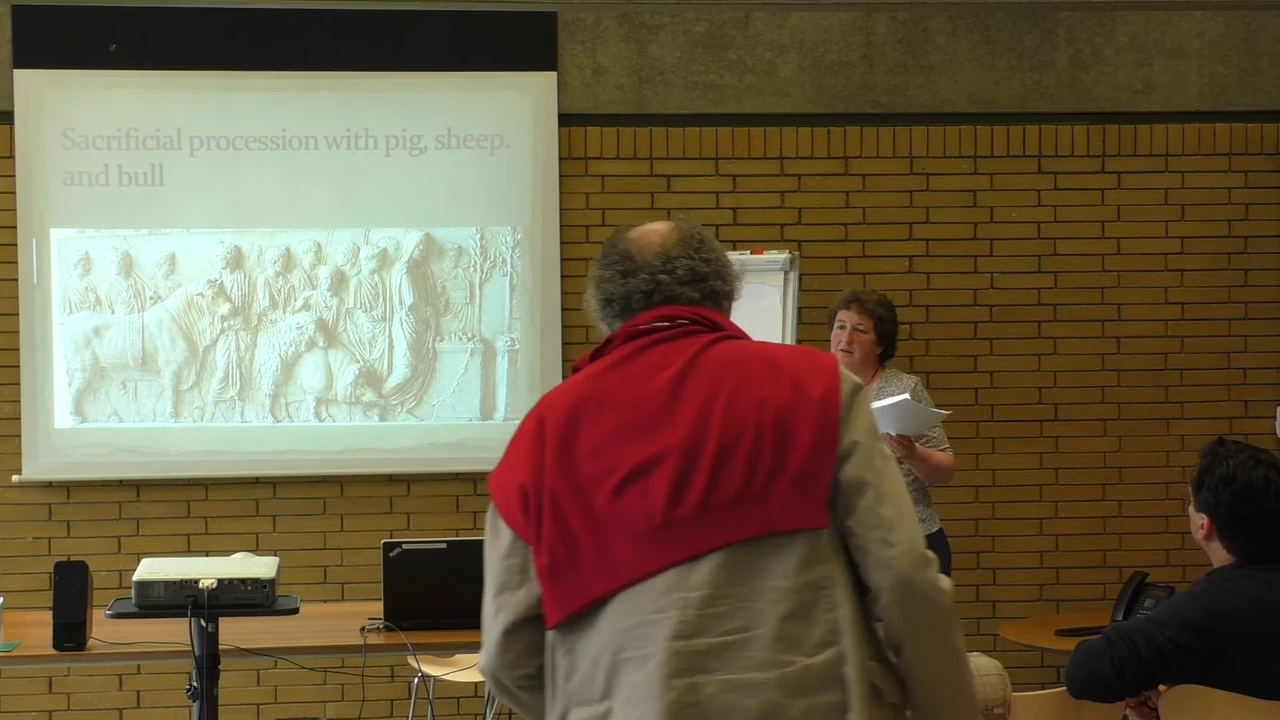 Sacrificial procession with pig, sheep.
and bull